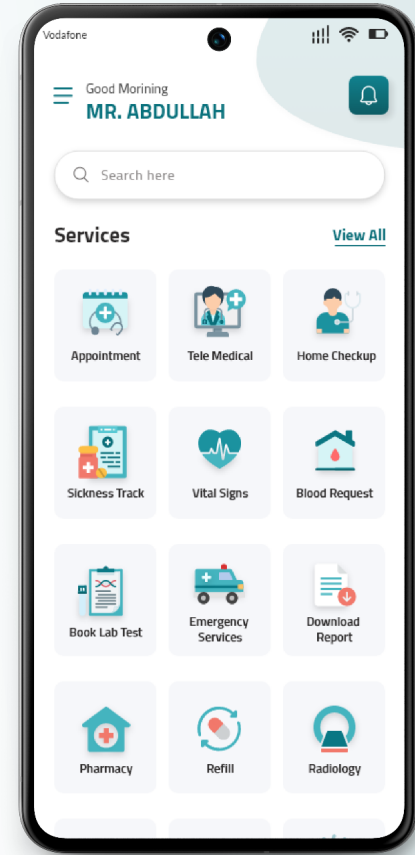 Vodafone
Good Morining
MR. ABDULLAH
Search here
Services
View All
Appointment
Tele Medical
Home Checkup
Sickness Track
Vital Signs
Blood Request
Book Lab Test
Emergency
Services
Download
Report
Pharmacy
Refill
Radiology